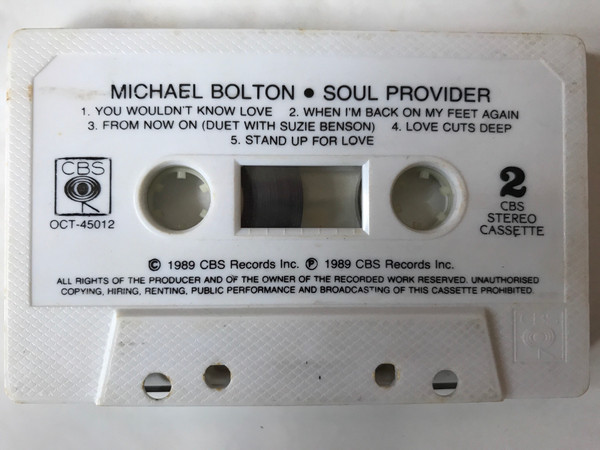 MICHAEL BOLTON • SOUL PROVIDER
1. YOU WOULDN'T KNOW LOVE 2. WHEN I'M BACK ON MY FEET AGAIN
3. FROM NOW ON (DUET WITH SUZIE BENSON) 4. LOVE CUTS DEEP
5. STAND UP FOR LOVE
CBS
OCT-45012
2
CBS
STEREO
CASSETTE
© 1989 CBS Records Inc. ℗ 1989 CBS Records Inc.
ALL RIGHTS OF THE PRODUCER AND OF THE OWNER OF THE RECORDED WORK RESERVED. UNAUTHORISED
COPYING, HIRING, RENTING, PUBLIC PERFORMANCE AND BROADCASTING OF THIS CASSETTE PROHIBITED.
CBS